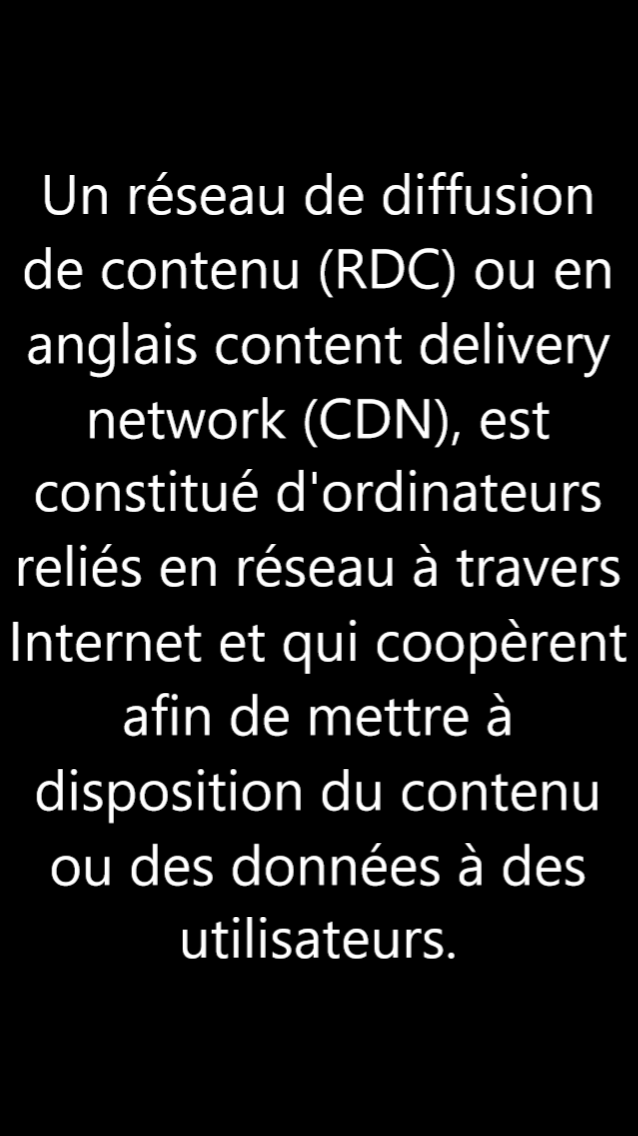 Un réseau de diffusion
de contenu (RDC) ou en
anglais content delivery
network (CDN), est
constitué d'ordinateurs
reliés en réseau à travers
Internet et qui coopèrent
afin de mettre à
disposition du contenu
ou des données à des
utilisateurs.